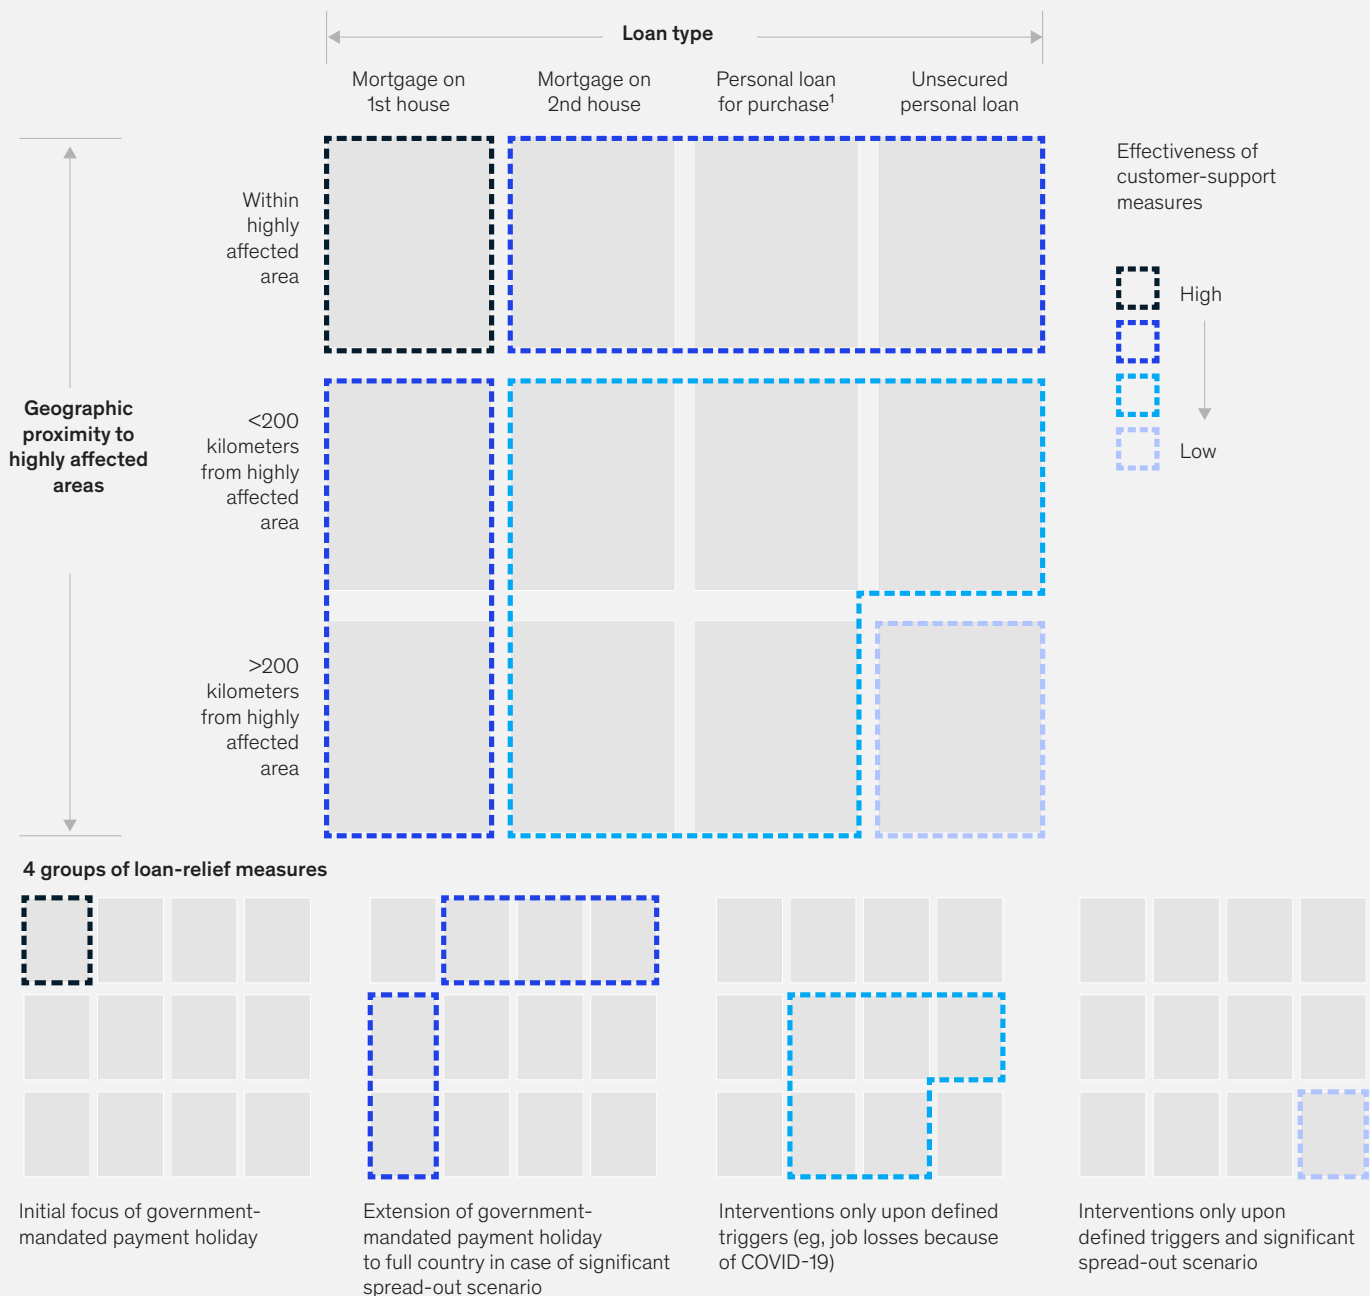 Loan type
Mortgage on
1st house
Mortgage on
2nd house
Personal loan
for purchase¹
Unsecured
personal loan
Effectiveness of
customer-support
measures
High
Low
Geographic
proximity to
highly affected
areas
Within
highly
affected
area
<200
kilometers
from highly
affected
area
>200
kilometers
from highly
affected
area
4 groups of loan-relief measures
Initial focus of government-
mandated payment holiday
Extension of government-
mandated payment holiday
to full country in case of significant
spread-out scenario
Interventions only upon defined
triggers (eg, job losses because
of COVID-19)
Interventions only upon
defined triggers and significant
spread-out scenario